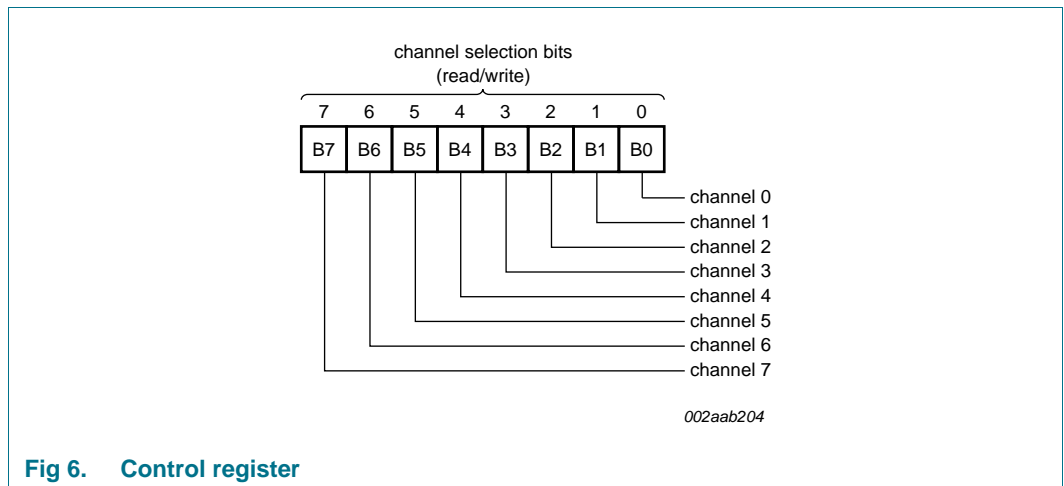 channel selection bits
(read/write)
7 6 5 4 3 2 1 0
B7 B6 B5 B4 B3 B2 B1 B0
channel 0
channel 1
channel 2
channel 3
channel 4
channel 5
channel 6
channel 7
002aab204
Fig 6. Control register